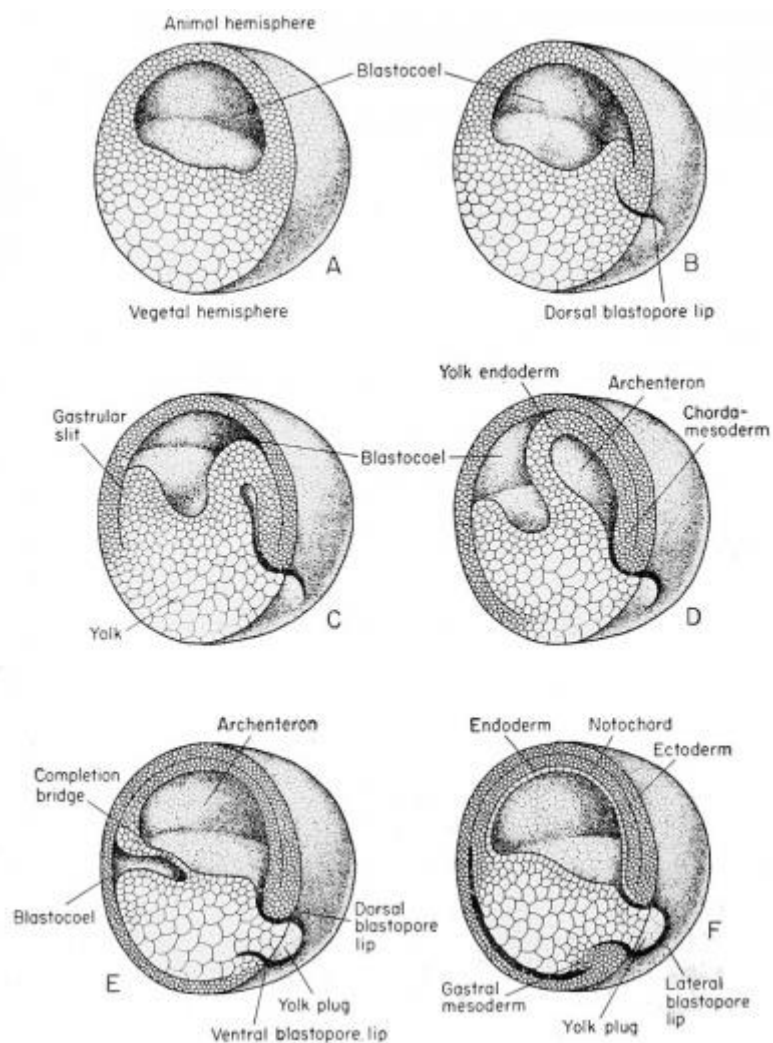 Animal hemisphere
Blastocoel
A
B
Vegetal hemisphere
Dorsal blastopore lip
Yolk endoderm
Archenteron
Gastrular
slit
Chorda-
mesoderm
Blastocoel
Yolk
C
D
Archenteron
Endoderm
Notochord
Ectoderm
Completion
bridge
Blastocoel
Dorsal
blastopore
lip
E
F
Yolk plug
Ventral blastopore lip
Gastral
mesoderm
Yolk plug
Lateral
blastopore
lip